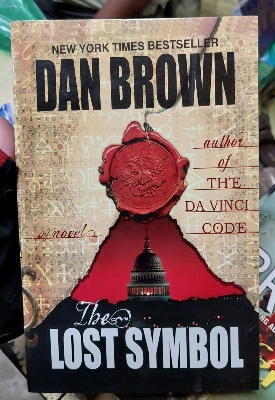 NEW YORK TIMES BESTSELLER
DAN BROWN
author
of
THE
DA VINCI
CODE
a novel
The
LOST SYMBOL